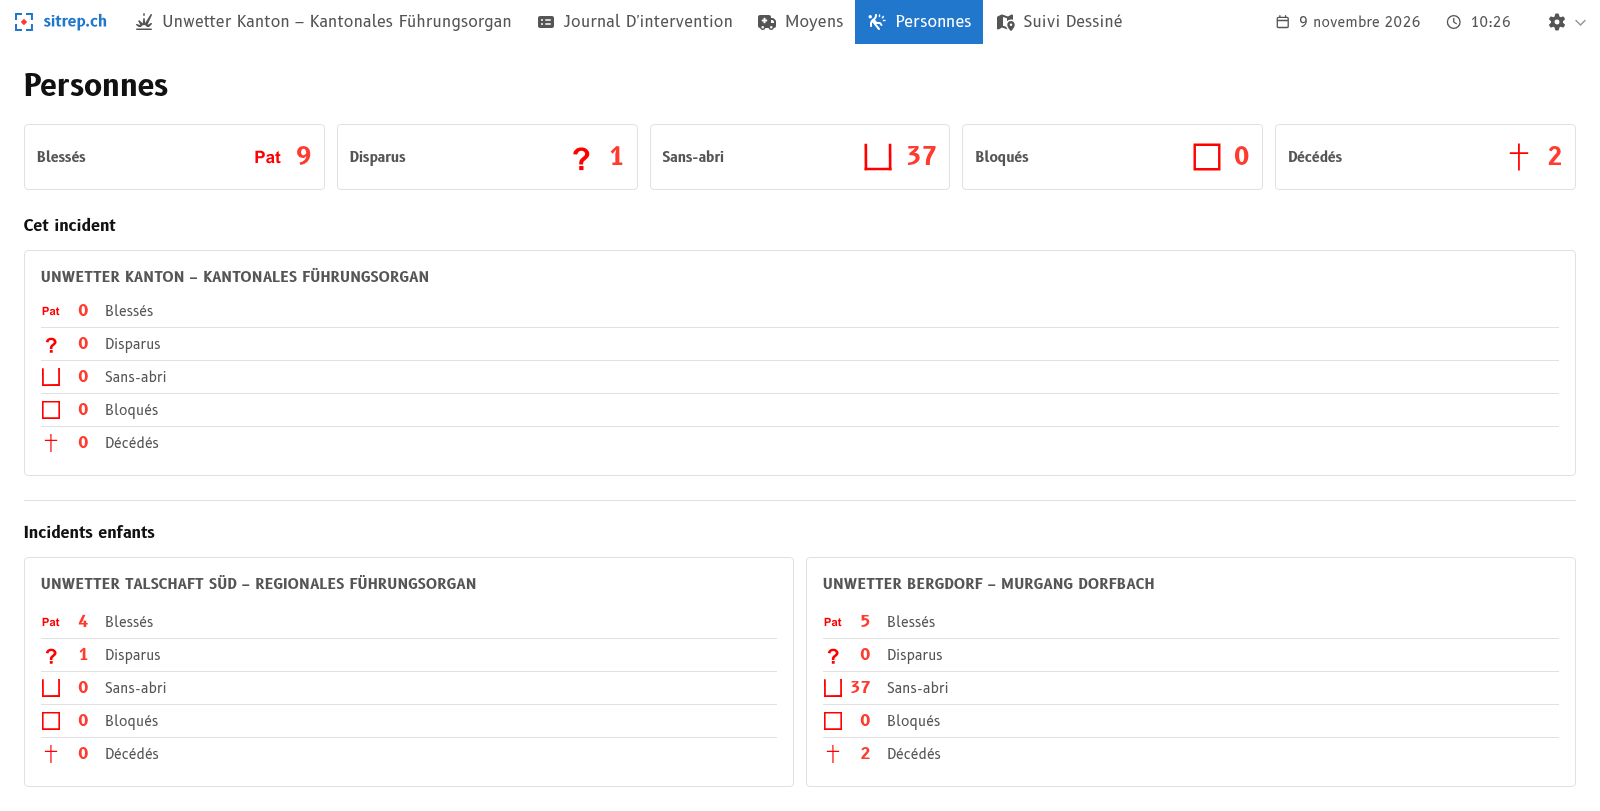 sitrep.ch Unwetter Kanton – Kantonales Führungsorgan Journal D'intervention Moyens Personnes Suivi Dessiné 9 novembre 2026 10:26
Personnes
Blessés Pat 9 Disparus ? 1 Sans-abri 37 Bloqués 0 Décédés 2
Cet incident
UNWETTER KANTON – KANTONALES FÜHRUNGSORGAN
Pat 0 Blessés
? 0 Disparus
0 Sans-abri
0 Bloqués
0 Décédés
Incidents enfants
UNWETTER TALSCHAFT SÜD – REGIONALES FÜHRUNGSORGAN
Pat 4 Blessés
? 1 Disparus
0 Sans-abri
0 Bloqués
0 Décédés
UNWETTER BERGDORF – MURGANG DORFBACH
Pat 5 Blessés
? 0 Disparus
37 Sans-abri
0 Bloqués
2 Décédés